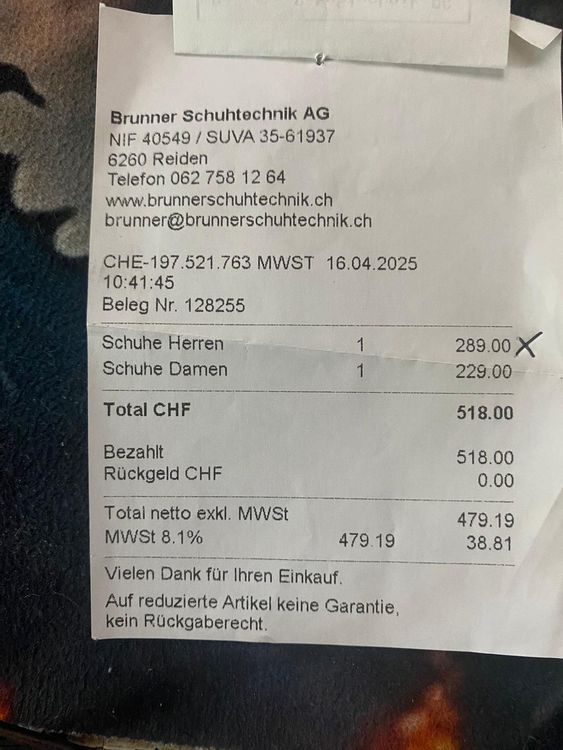 Brunner Schuhtechnik AG
NIF 40549 / SUVA 35-61937
6260 Reiden
Telefon 062 758 12 64
www.brunnerschuhtechnik.ch
brunner@brunnerschuhtechnik.ch
CHE-197.521.763 MWST 16.04.2025
10:41:45
Beleg Nr. 128255
Schuhe Herren 1 289.00 X
Schuhe Damen 1 229.00
Total CHF 518.00
Bezahlt 518.00
Rückgeld CHF 0.00
Total netto exkl. MWSt 479.19
MWSt 8.1% 479.19 38.81
Vielen Dank für Ihren Einkauf.
Auf reduzierte Artikel keine Garantie,
kein Rückgaberecht.